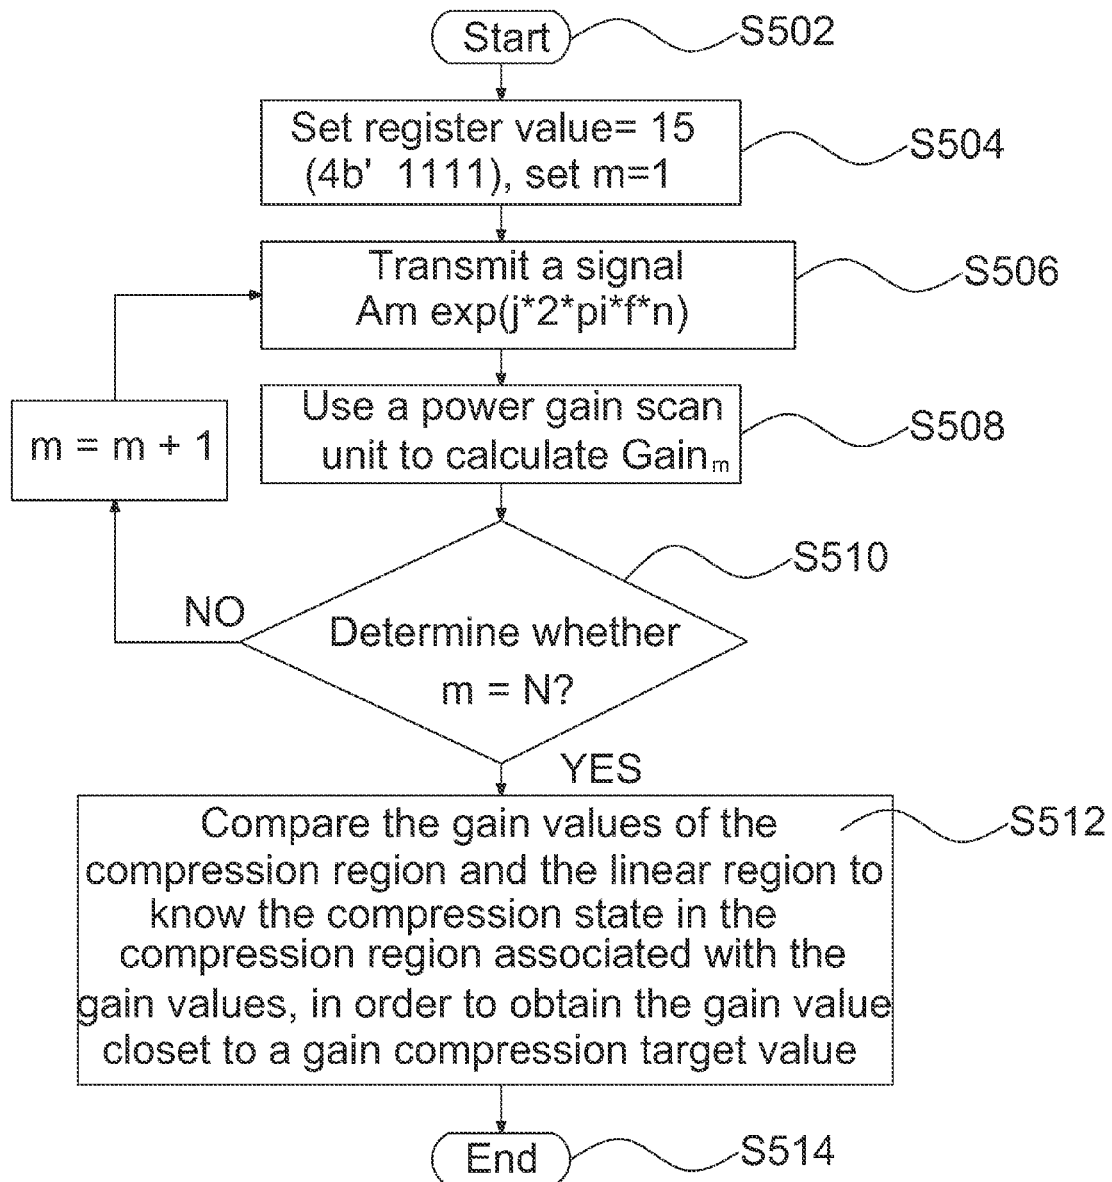 Start
S502
Set register value= 15
(4b' 1111), set m=1
S504
Transmit a signal
Am exp(j*2*pi*f*n)
S506
Use a power gain scan
unit to calculate Gainm
S508
m = m + 1
S510
NO
Determine whether
m = N?
YES
Compare the gain values of the
compression region and the linear region to
know the compression state in the
compression region associated with the
gain values, in order to obtain the gain value
closet to a gain compression target value
S512
End
S514